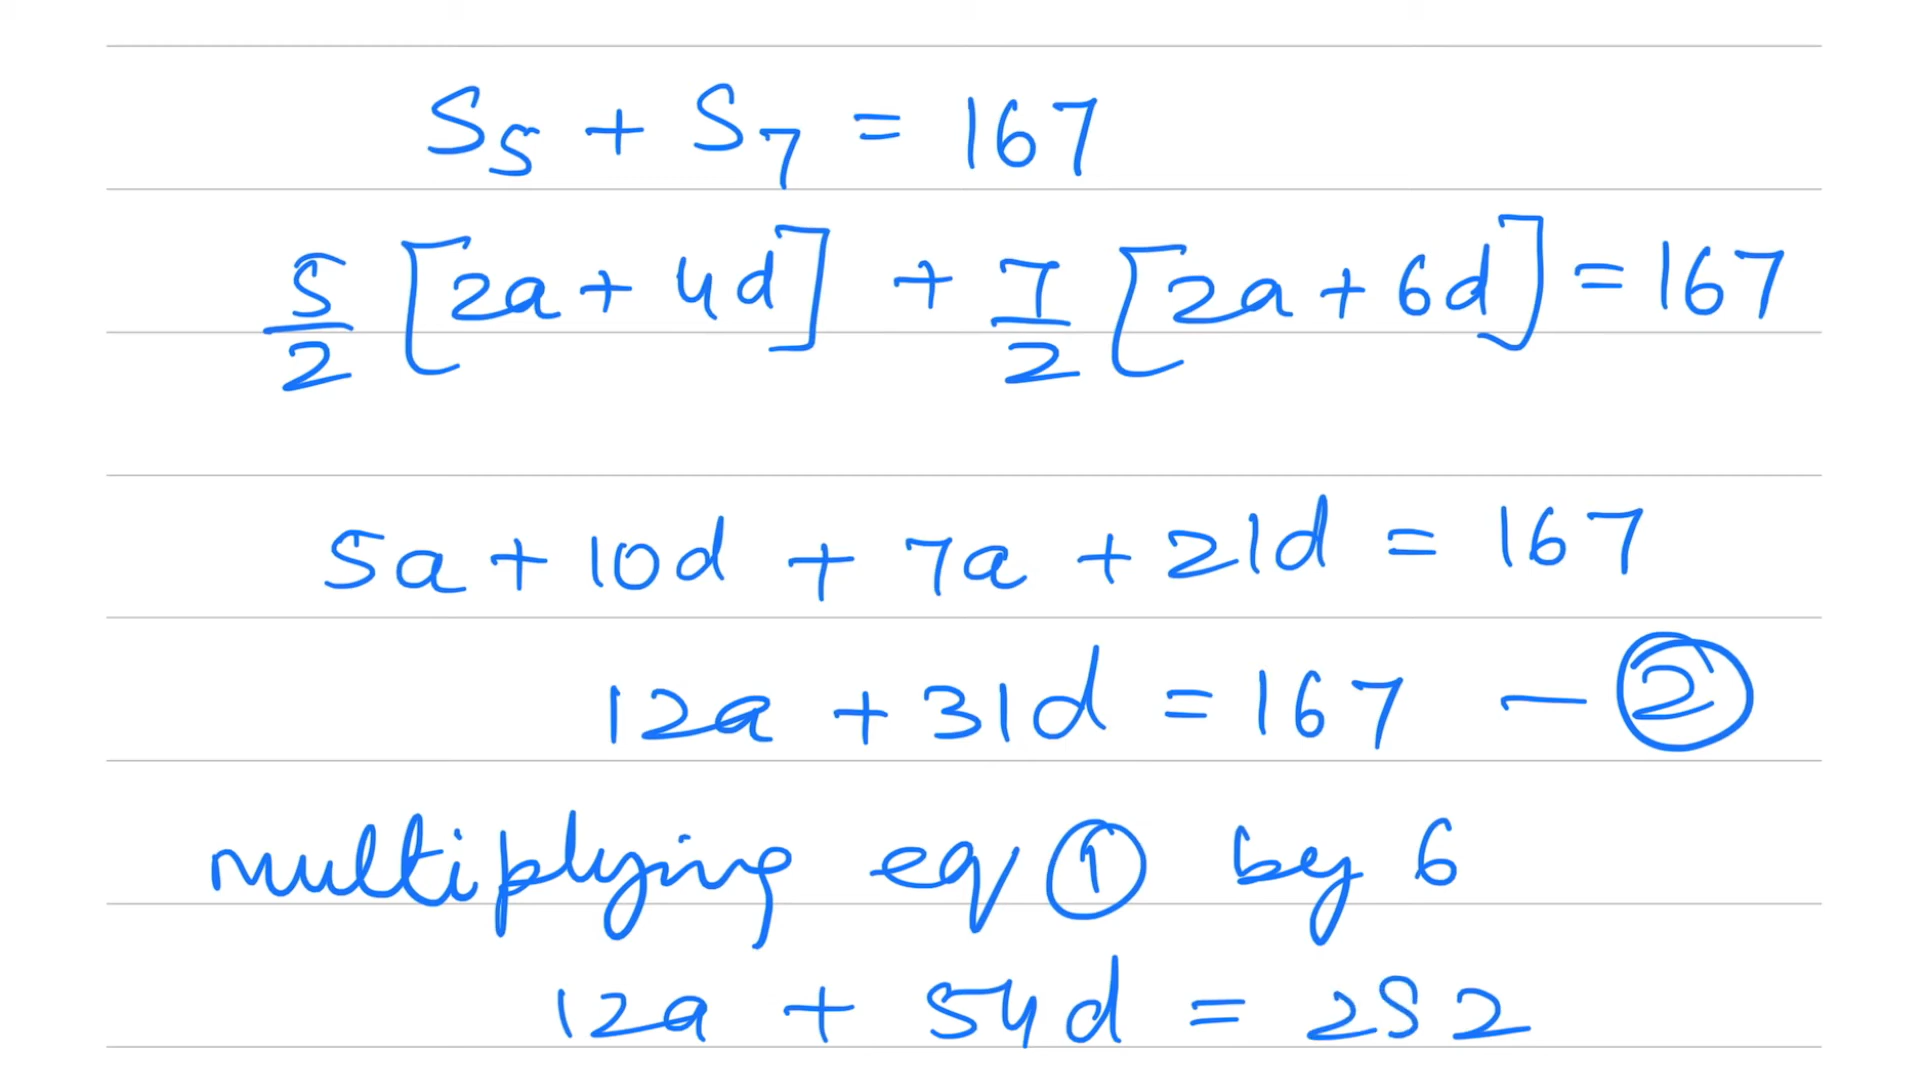 S₅ + S₇ = 167
5/2 [2a + 4d] + 7/2 [2a + 6d] = 167
5a + 10d + 7a + 21d = 167
12a + 31d = 167 — ②
multiplying eq ① by 6
12a + 54d = 252